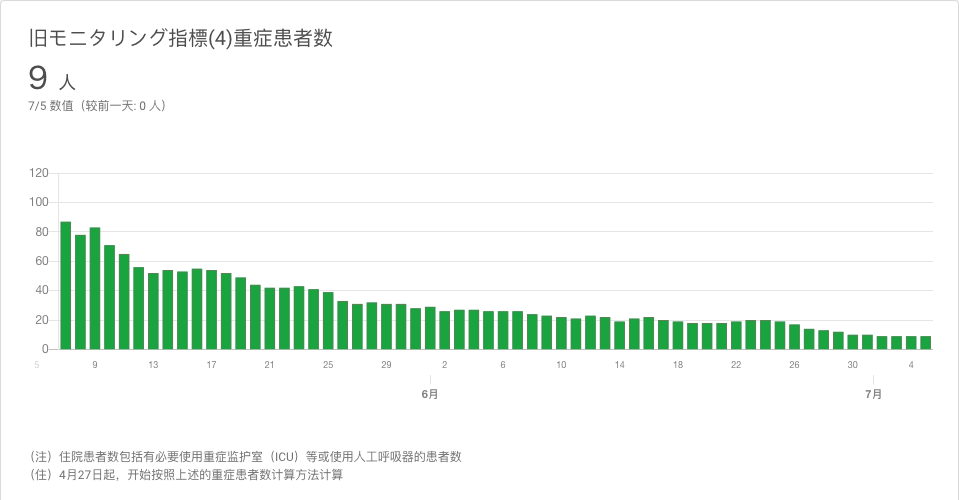 旧モニタリング指標(4)重症患者数
9 人
7/5 数值（较前一天: 0 人）
120
100
80
60
40
20
0
5 9 13 17 21 25 29 2 6 10 14 18 22 26 30 4
6月 7月
（注）住院患者数包括有必要使用重症监护室（ICU）等或使用人工呼吸器的患者数
（住）4月27日起，开始按照上述的重症患者数计算方法计算